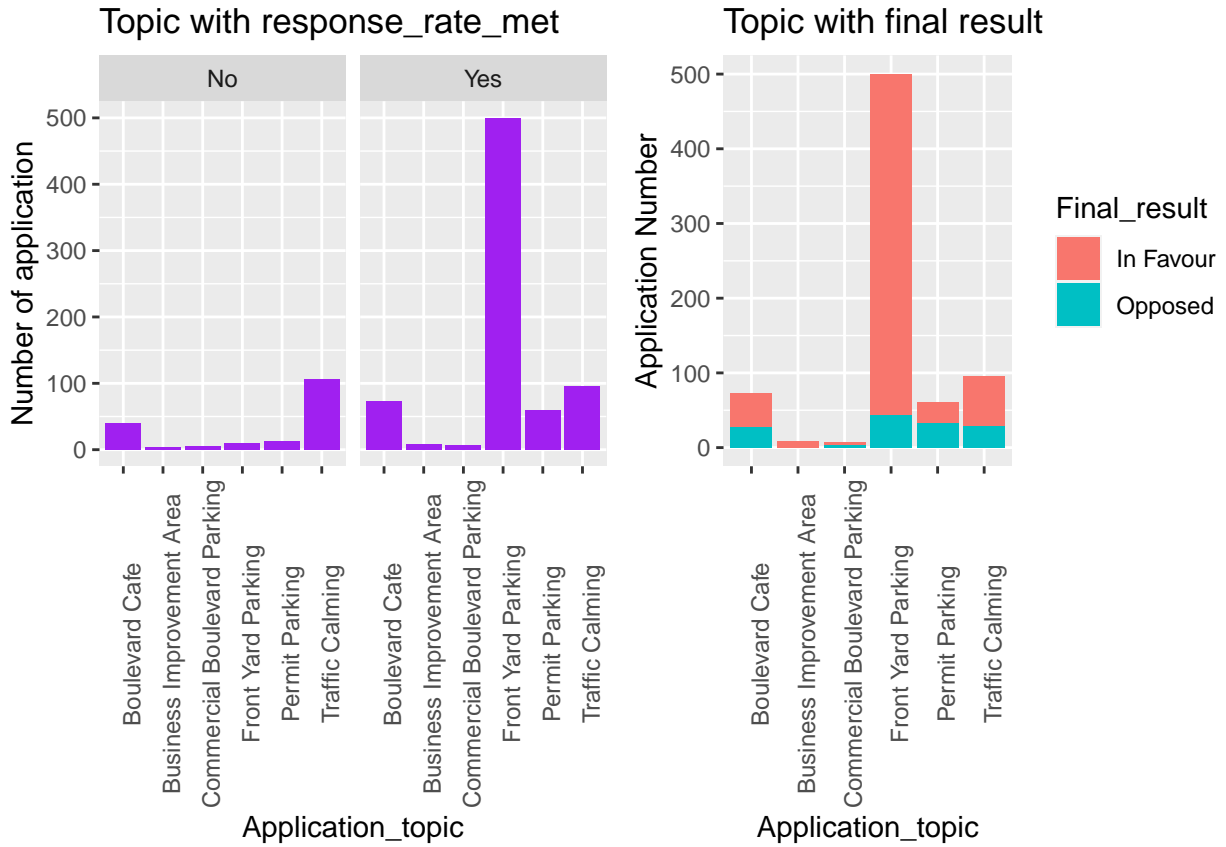 Topic with response_rate_met
No
Yes
Number of application
500
400
300
200
100
0
Boulevard Cafe
Business Improvement Area
Commercial Boulevard Parking
Front Yard Parking
Permit Parking
Traffic Calming
Boulevard Cafe
Business Improvement Area
Commercial Boulevard Parking
Front Yard Parking
Permit Parking
Traffic Calming
Application_topic
Topic with final result
Application Number
500
400
300
200
100
0
Boulevard Cafe
Business Improvement Area
Commercial Boulevard Parking
Front Yard Parking
Permit Parking
Traffic Calming
Application_topic
Final_result
In Favour
Opposed